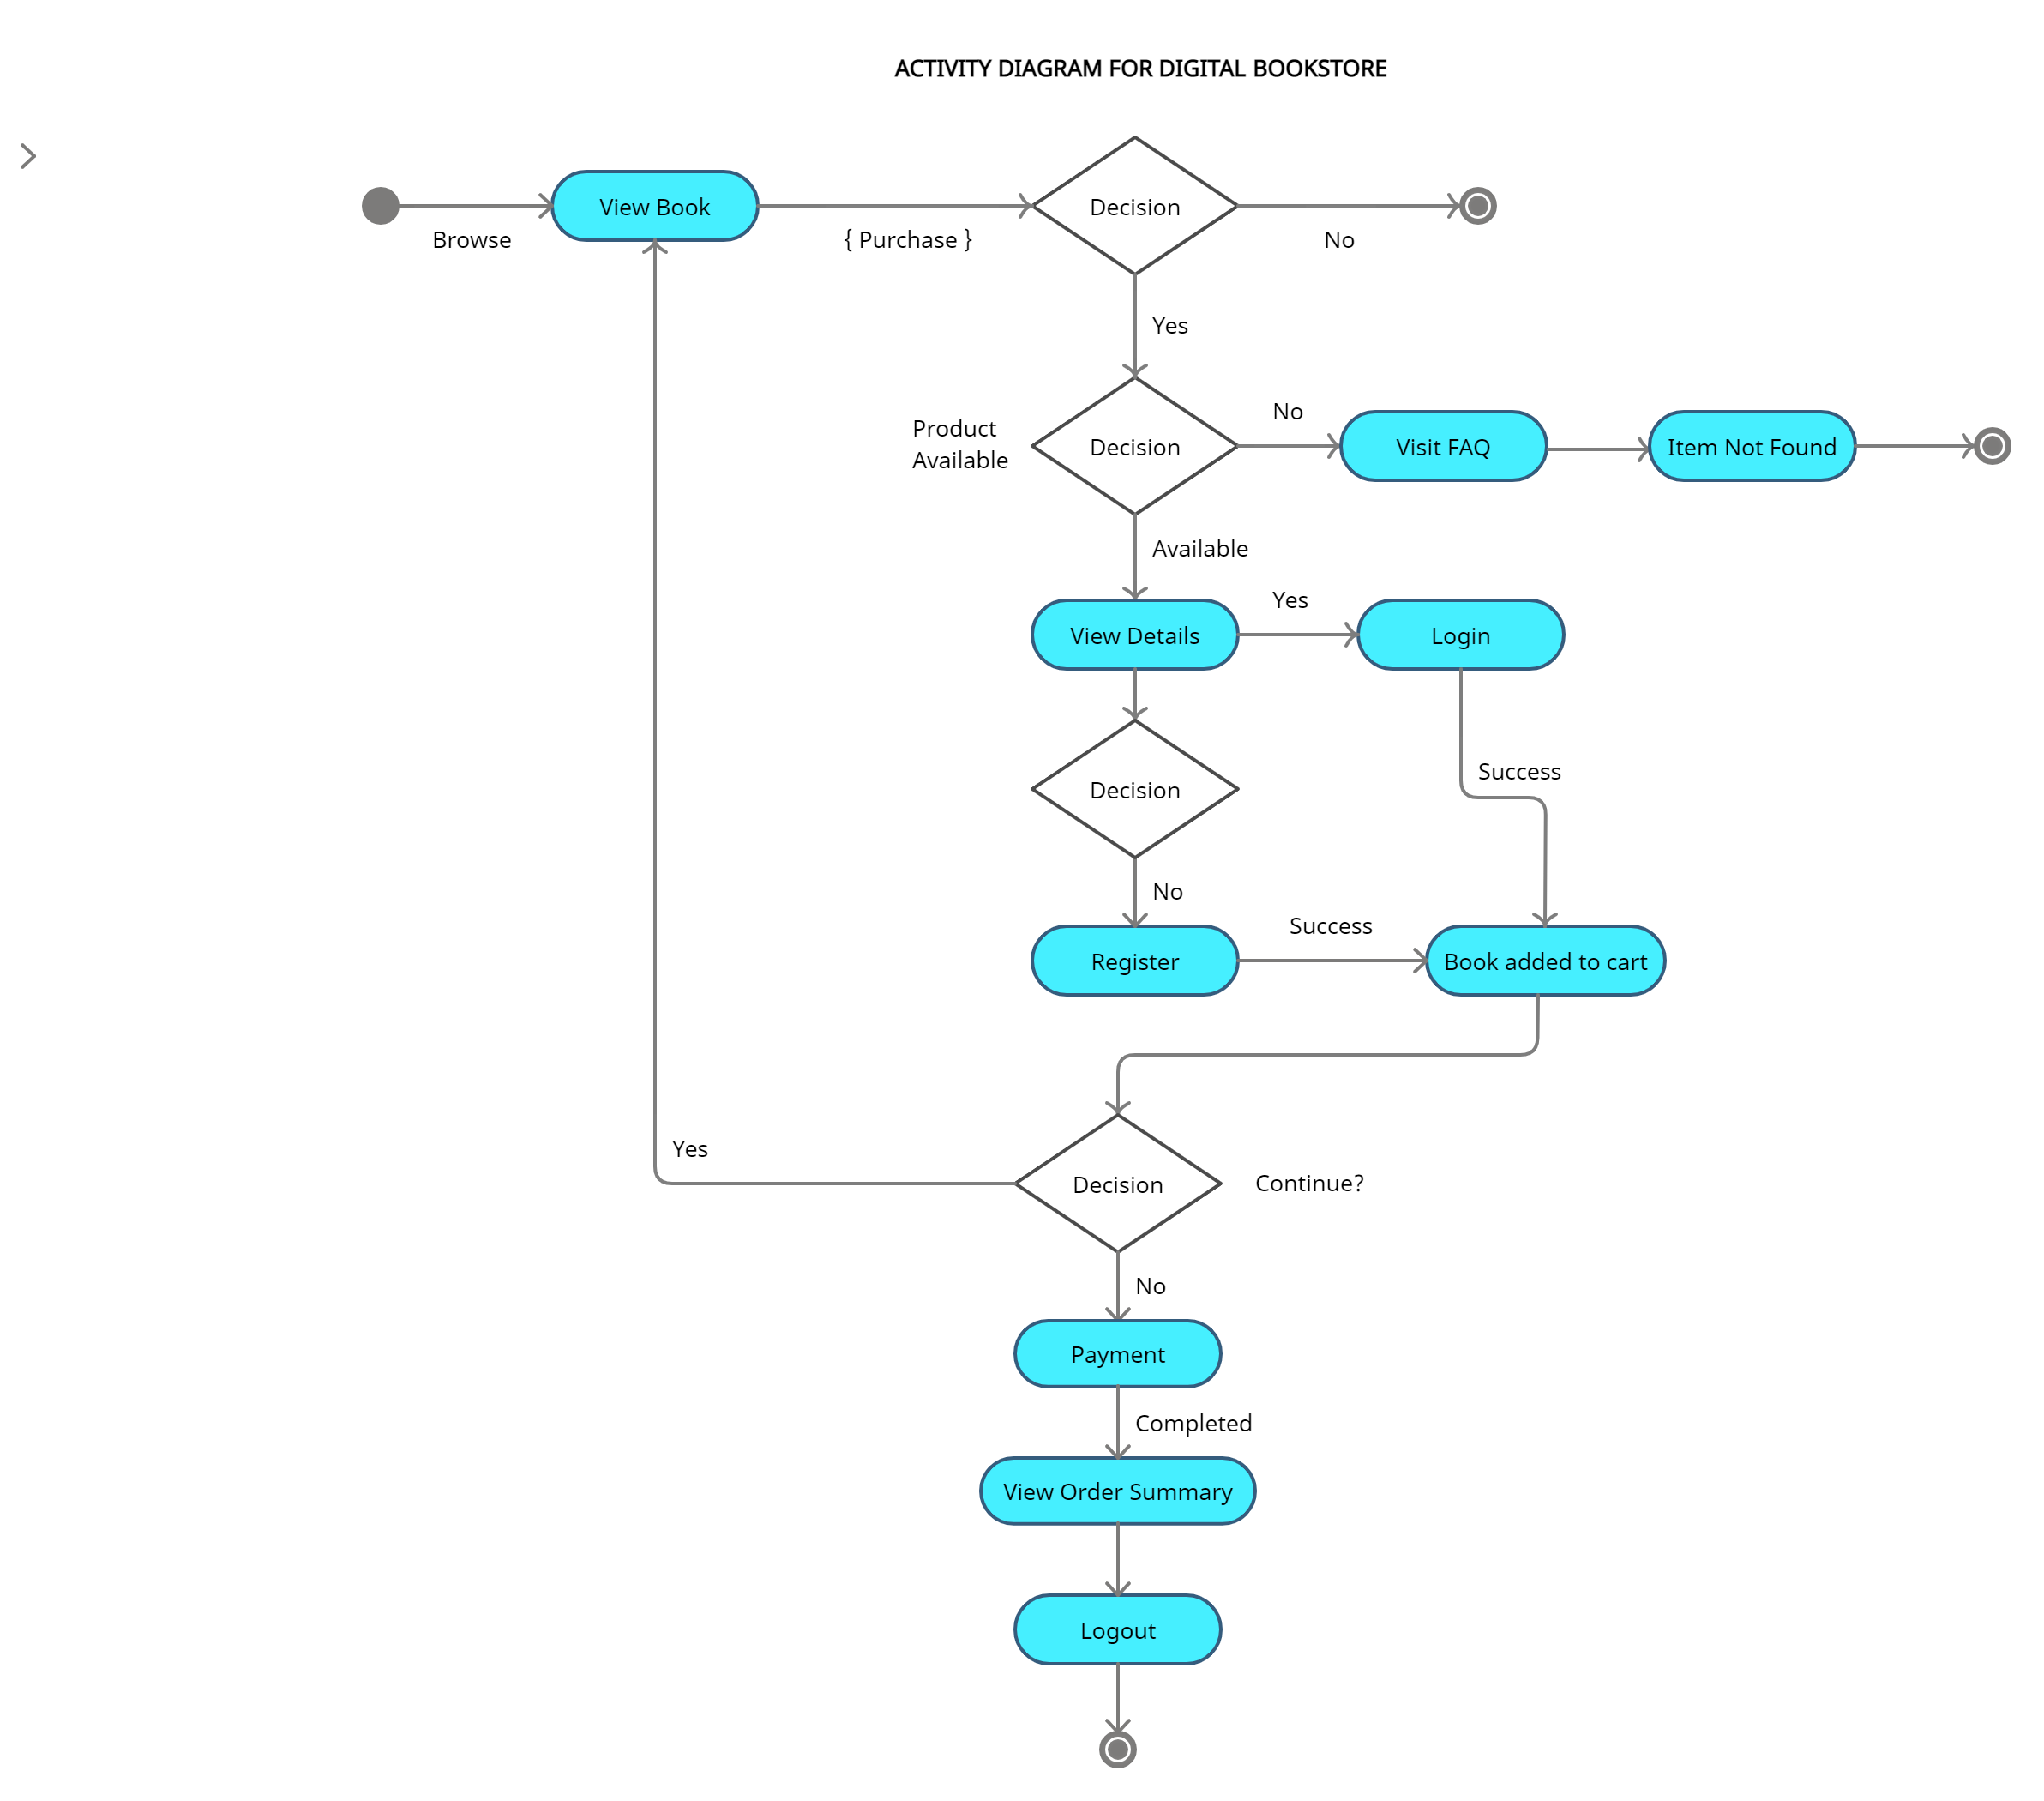 ACTIVITY DIAGRAM FOR DIGITAL BOOKSTORE
View Book
Decision
Browse
{ Purchase }
No
Yes
No
Product
Available
Decision
Visit FAQ
Item Not Found
Available
Yes
View Details
Login
Success
Decision
No
Success
Register
Book added to cart
Yes
Decision
Continue?
No
Payment
Completed
View Order Summary
Logout